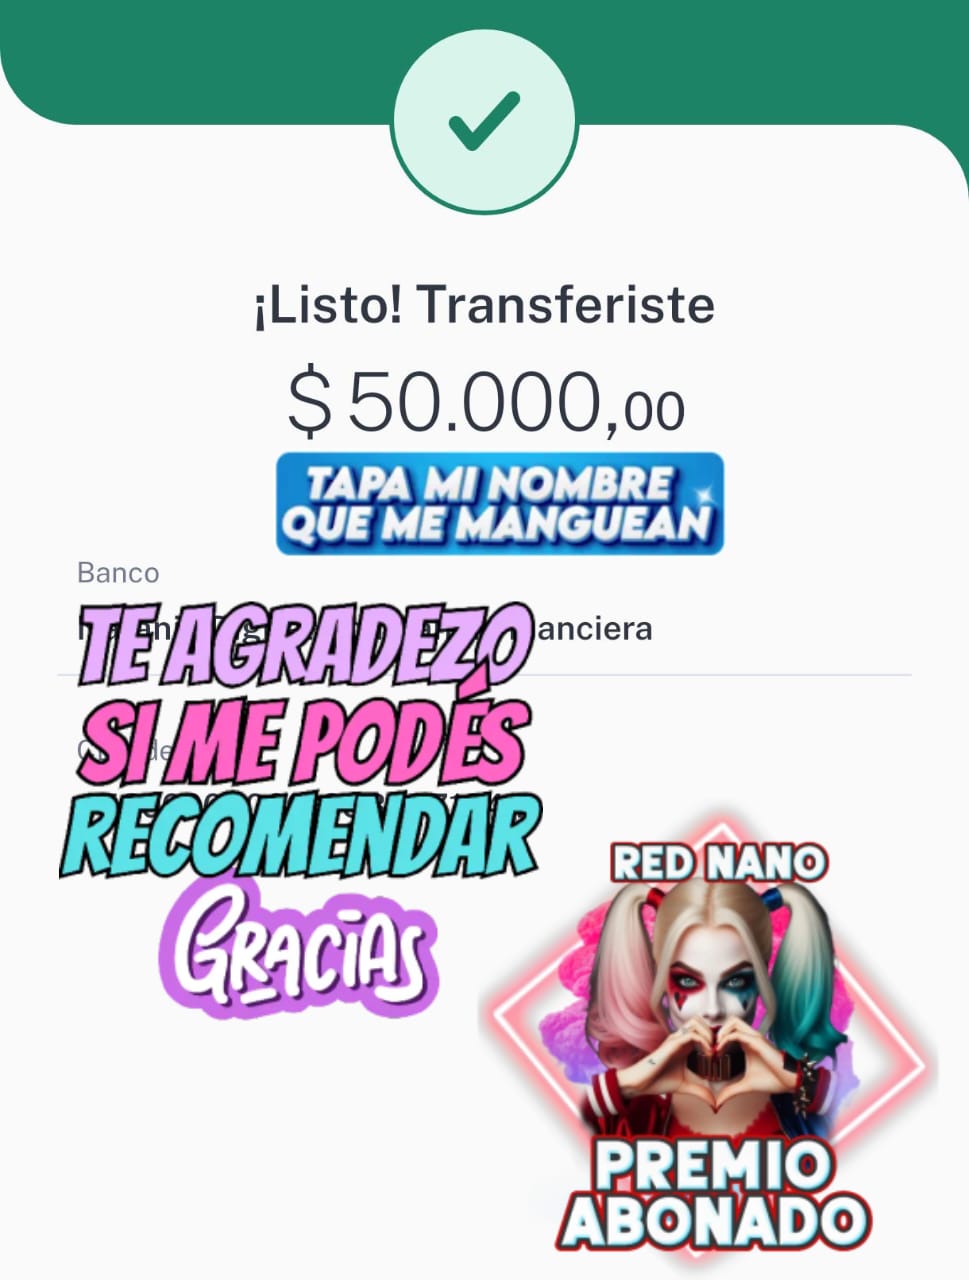 ¡Listo! Transferiste
$ 50.000,00
TAPA MI NOMBRE
QUE ME MANGUEAN
Banco
anciera
TE AGRADEZO
SI ME PODÉS
RECOMENDAR
GRACIAS
RED NANO
PREMIO
ABONADO